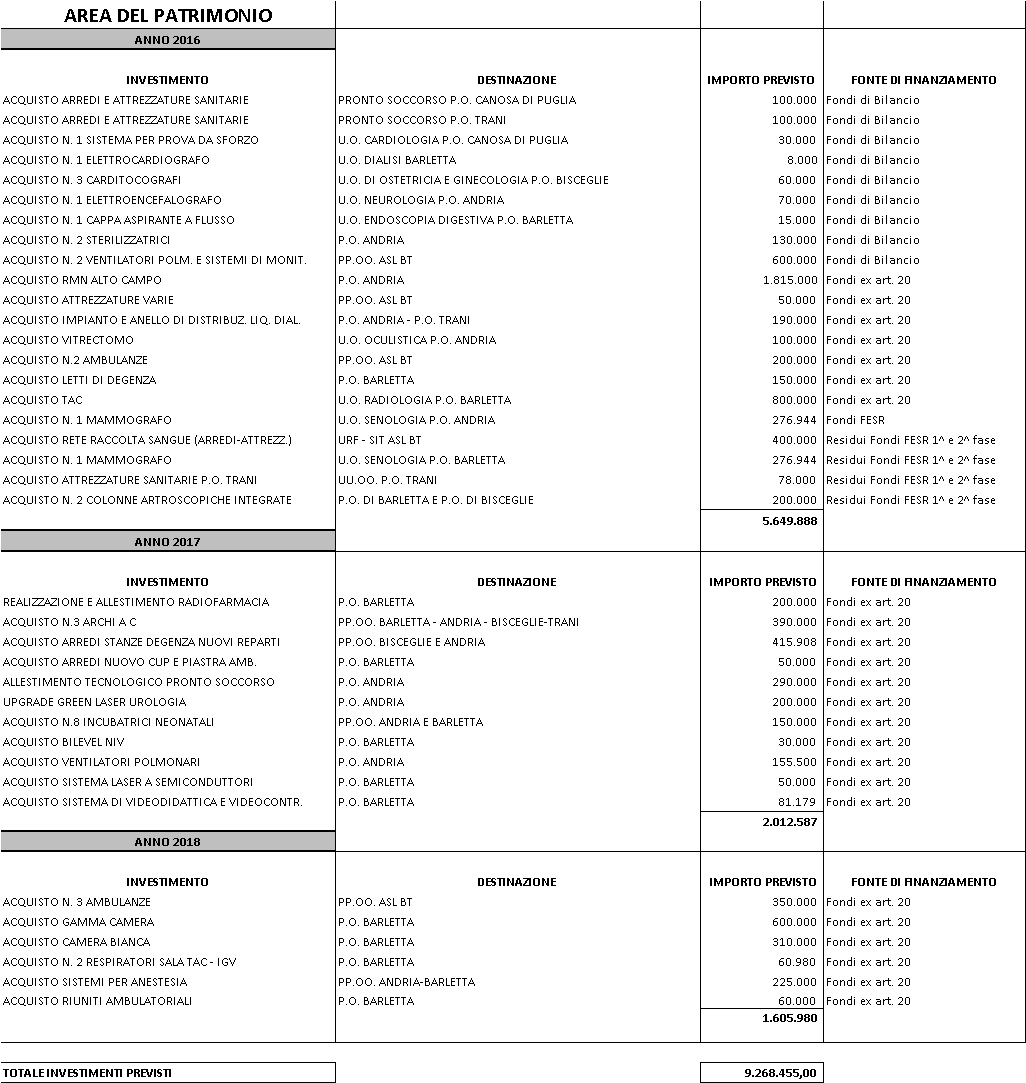 AREA DEL PATRIMONIO
ANNO 2016
INVESTIMENTO DESTINAZIONE IMPORTO PREVISTO FONTE DI FINANZIAMENTO
ACQUISTO ARREDI E ATTREZZATURE SANITARIE PRONTO SOCCORSO P.O. CANOSA DI PUGLIA 100.000 Fondi di Bilancio
ACQUISTO ARREDI E ATTREZZATURE SANITARIE PRONTO SOCCORSO P.O. TRANI 100.000 Fondi di Bilancio
ACQUISTO N. 1 SISTEMA PER PROVA DA SFORZO U.O. CARDIOLOGIA P.O. CANOSA DI PUGLIA 30.000 Fondi di Bilancio
ACQUISTO N. 1 ELETTROCARDIOGRAFO U.O. DIALISI BARLETTA 8.000 Fondi di Bilancio
ACQUISTO N. 3 CARDITOCOGRAFI U.O. DI OSTETRICIA E GINECOLOGIA P.O. BISCEGLIE 60.000 Fondi di Bilancio
ACQUISTO N. 1 ELETTROENCEFALOGRAFO U.O. NEUROLOGIA P.O. ANDRIA 70.000 Fondi di Bilancio
ACQUISTO N. 1 CAPPA ASPIRANTE A FLUSSO U.O. ENDOSCOPIA DIGESTIVA P.O. BARLETTA 15.000 Fondi di Bilancio
ACQUISTO N. 2 STERILIZZATRICI P.O. ANDRIA 130.000 Fondi di Bilancio
ACQUISTO N. 2 VENTILATORI POLM. E SISTEMI DI MONIT. PP.OO. ASL BT 600.000 Fondi di Bilancio
ACQUISTO RMN ALTO CAMPO P.O. ANDRIA 1.815.000 Fondi ex art. 20
ACQUISTO ATTREZZATURE VARIE PP.OO. ASL BT 50.000 Fondi ex art. 20
ACQUISTO IMPIANTO E ANELLO DI DISTRIBUZ. LIQ. DIAL. P.O. ANDRIA - P.O. TRANI 190.000 Fondi ex art. 20
ACQUISTO VITRECTOMO U.O. OCULISTICA P.O. ANDRIA 100.000 Fondi ex art. 20
ACQUISTO N.2 AMBULANZE PP.OO. ASL BT 200.000 Fondi ex art. 20
ACQUISTO LETTI DI DEGENZA P.O. BARLETTA 150.000 Fondi ex art. 20
ACQUISTO TAC U.O. RADIOLOGIA P.O. BARLETTA 800.000 Fondi ex art. 20
ACQUISTO N. 1 MAMMOGRAFO U.O. SENOLOGIA P.O. ANDRIA 276.944 Fondi FESR
ACQUISTO RETE RACCOLTA SANGUE (ARREDI-ATTREZZ.) URF - SIT ASL BT 400.000 Residui Fondi FESR 1^ e 2^ fase
ACQUISTO N. 1 MAMMOGRAFO U.O. SENOLOGIA P.O. BARLETTA 276.944 Residui Fondi FESR 1^ e 2^ fase
ACQUISTO ATTREZZATURE SANITARIE P.O. TRANI UU.OO. P.O. TRANI 78.000 Residui Fondi FESR 1^ e 2^ fase
ACQUISTO N. 2 COLONNE ARTROSCOPICHE INTEGRATE P.O. DI BARLETTA E P.O. DI BISCEGLIE 200.000 Residui Fondi FESR 1^ e 2^ fase
5.649.888
ANNO 2017
INVESTIMENTO DESTINAZIONE IMPORTO PREVISTO FONTE DI FINANZIAMENTO
REALIZZAZIONE E ALLESTIMENTO RADIOFARMACIA P.O. BARLETTA 200.000 Fondi ex art. 20
ACQUISTO N.3 ARCHI A C PP.OO. BARLETTA - ANDRIA - BISCEGLIE-TRANI 390.000 Fondi ex art. 20
ACQUISTO ARREDI STANZE DEGENZA NUOVI REPARTI PP.OO. BISCEGLIE E ANDRIA 415.908 Fondi ex art. 20
ACQUISTO ARREDI NUOVO CUP E PIASTRA AMB. P.O. BARLETTA 50.000 Fondi ex art. 20
ALLESTIMENTO TECNOLOGICO PRONTO SOCCORSO P.O. ANDRIA 290.000 Fondi ex art. 20
UPGRADE GREEN LASER UROLOGIA P.O. ANDRIA 200.000 Fondi ex art. 20
ACQUISTO N.8 INCUBATRICI NEONATALI PP.OO. ANDRIA E BARLETTA 150.000 Fondi ex art. 20
ACQUISTO BILEVEL NIV P.O. BARLETTA 30.000 Fondi ex art. 20
ACQUISTO VENTILATORI POLMONARI P.O. ANDRIA 155.500 Fondi ex art. 20
ACQUISTO SISTEMA LASER A SEMICONDUTTORI P.O. BARLETTA 50.000 Fondi ex art. 20
ACQUISTO SISTEMA DI VIDEODIDATTICA E VIDEOCONTR. P.O. BARLETTA 81.179 Fondi ex art. 20
2.012.587
ANNO 2018
INVESTIMENTO DESTINAZIONE IMPORTO PREVISTO FONTE DI FINANZIAMENTO
ACQUISTO N. 3 AMBULANZE PP.OO. ASL BT 350.000 Fondi ex art. 20
ACQUISTO GAMMA CAMERA P.O. BARLETTA 600.000 Fondi ex art. 20
ACQUISTO CAMERA BIANCA P.O. BARLETTA 310.000 Fondi ex art. 20
ACQUISTO N. 2 RESPIRATORI SALA TAC - IGV P.O. BARLETTA 60.980 Fondi ex art. 20
ACQUISTO SISTEMI PER ANESTESIA PP.OO. ANDRIA-BARLETTA 225.000 Fondi ex art. 20
ACQUISTO RIUNITI AMBULATORIALI P.O. BARLETTA 60.000 Fondi ex art. 20
1.605.980
TOTALE INVESTIMENTI PREVISTI 9.268.455,00